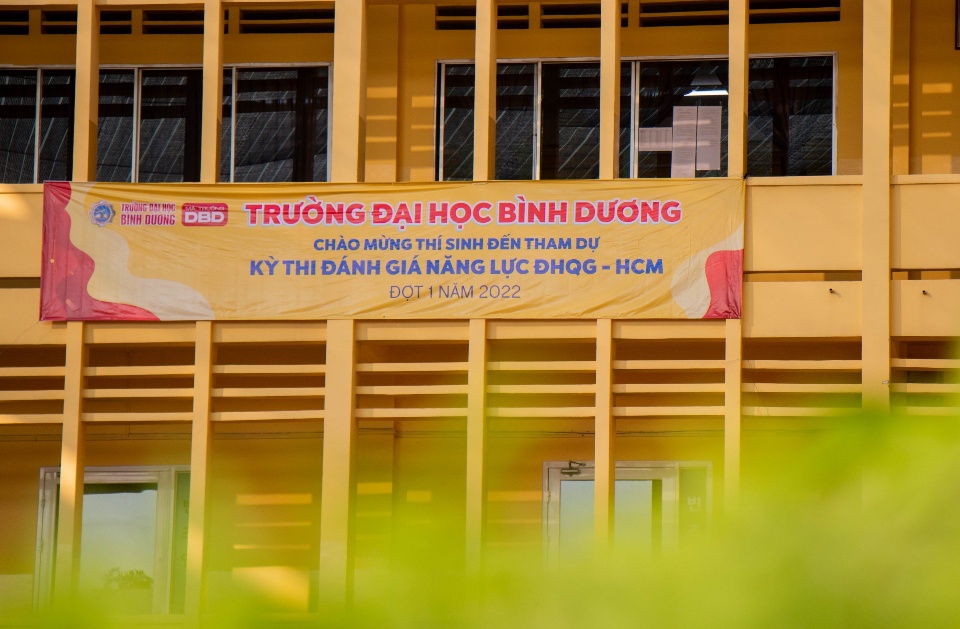 TRƯỜNG ĐẠI HỌC
BÌNH DƯƠNG
DBD
TRƯỜNG ĐẠI HỌC BÌNH DƯƠNG
CHÀO MỪNG THÍ SINH ĐẾN THAM DỰ
KỲ THI ĐÁNH GIÁ NĂNG LỰC ĐHQG - HCM
ĐỢT 1 NĂM 2022